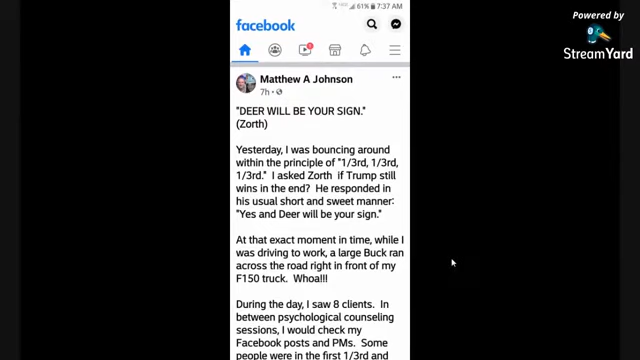 61% 7:37 AM
Powered by
StreamYard
facebook
Matthew A Johnson
7h
"DEER WILL BE YOUR SIGN."
(Zorth)
Yesterday, I was bouncing around
within the principle of "1/3rd, 1/3rd,
1/3rd." I asked Zorth if Trump still
wins in the end? He responded in
his usual short and sweet manner:
"Yes and Deer will be your sign."
At that exact moment in time, while I
was driving to work, a large Buck ran
across the road right in front of my
F150 truck. Whoa!!!
During the day, I saw 8 clients. In
between psychological counseling
sessions, I would check my
Facebook posts and PMs. Some
people were in the first 1/3rd and